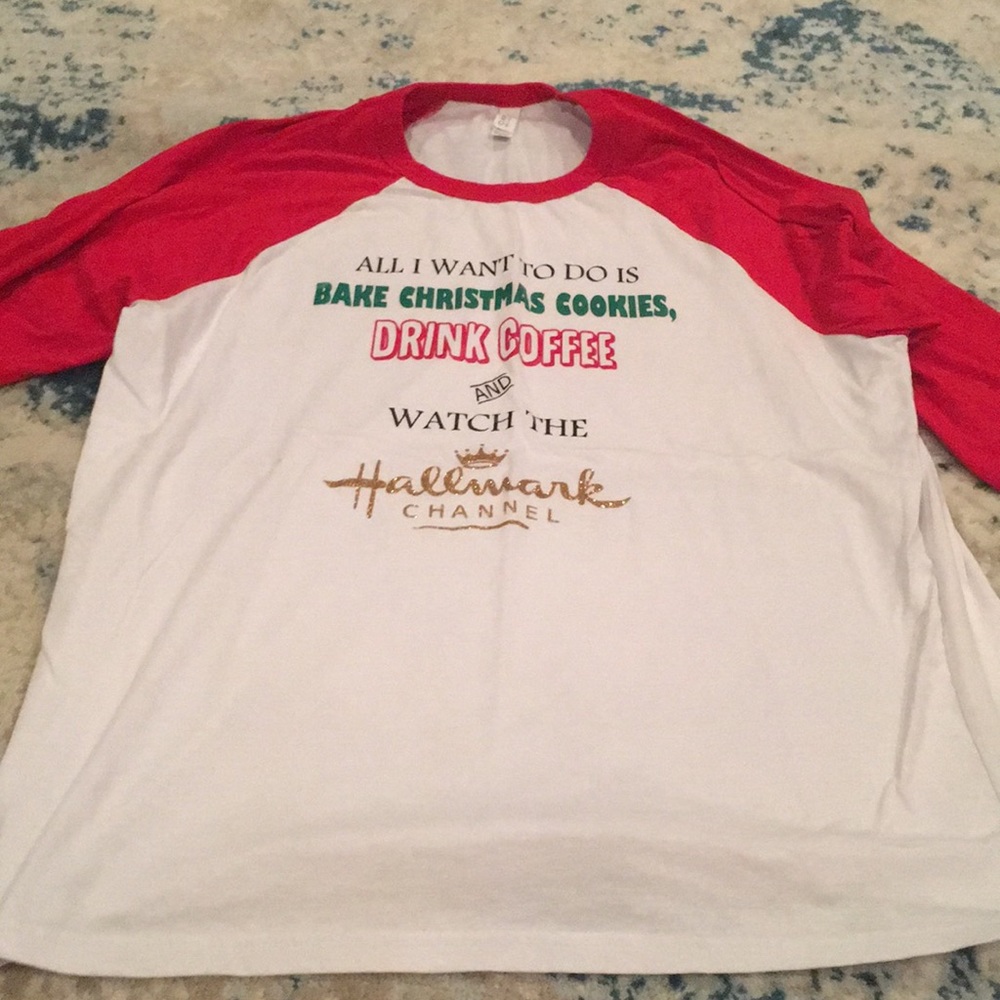 ALL I WANT TO DO IS
BAKE CHRISTMAS COOKIES,
DRINK COFFEE
AND
WATCH THE
Hallmark
CHANNEL